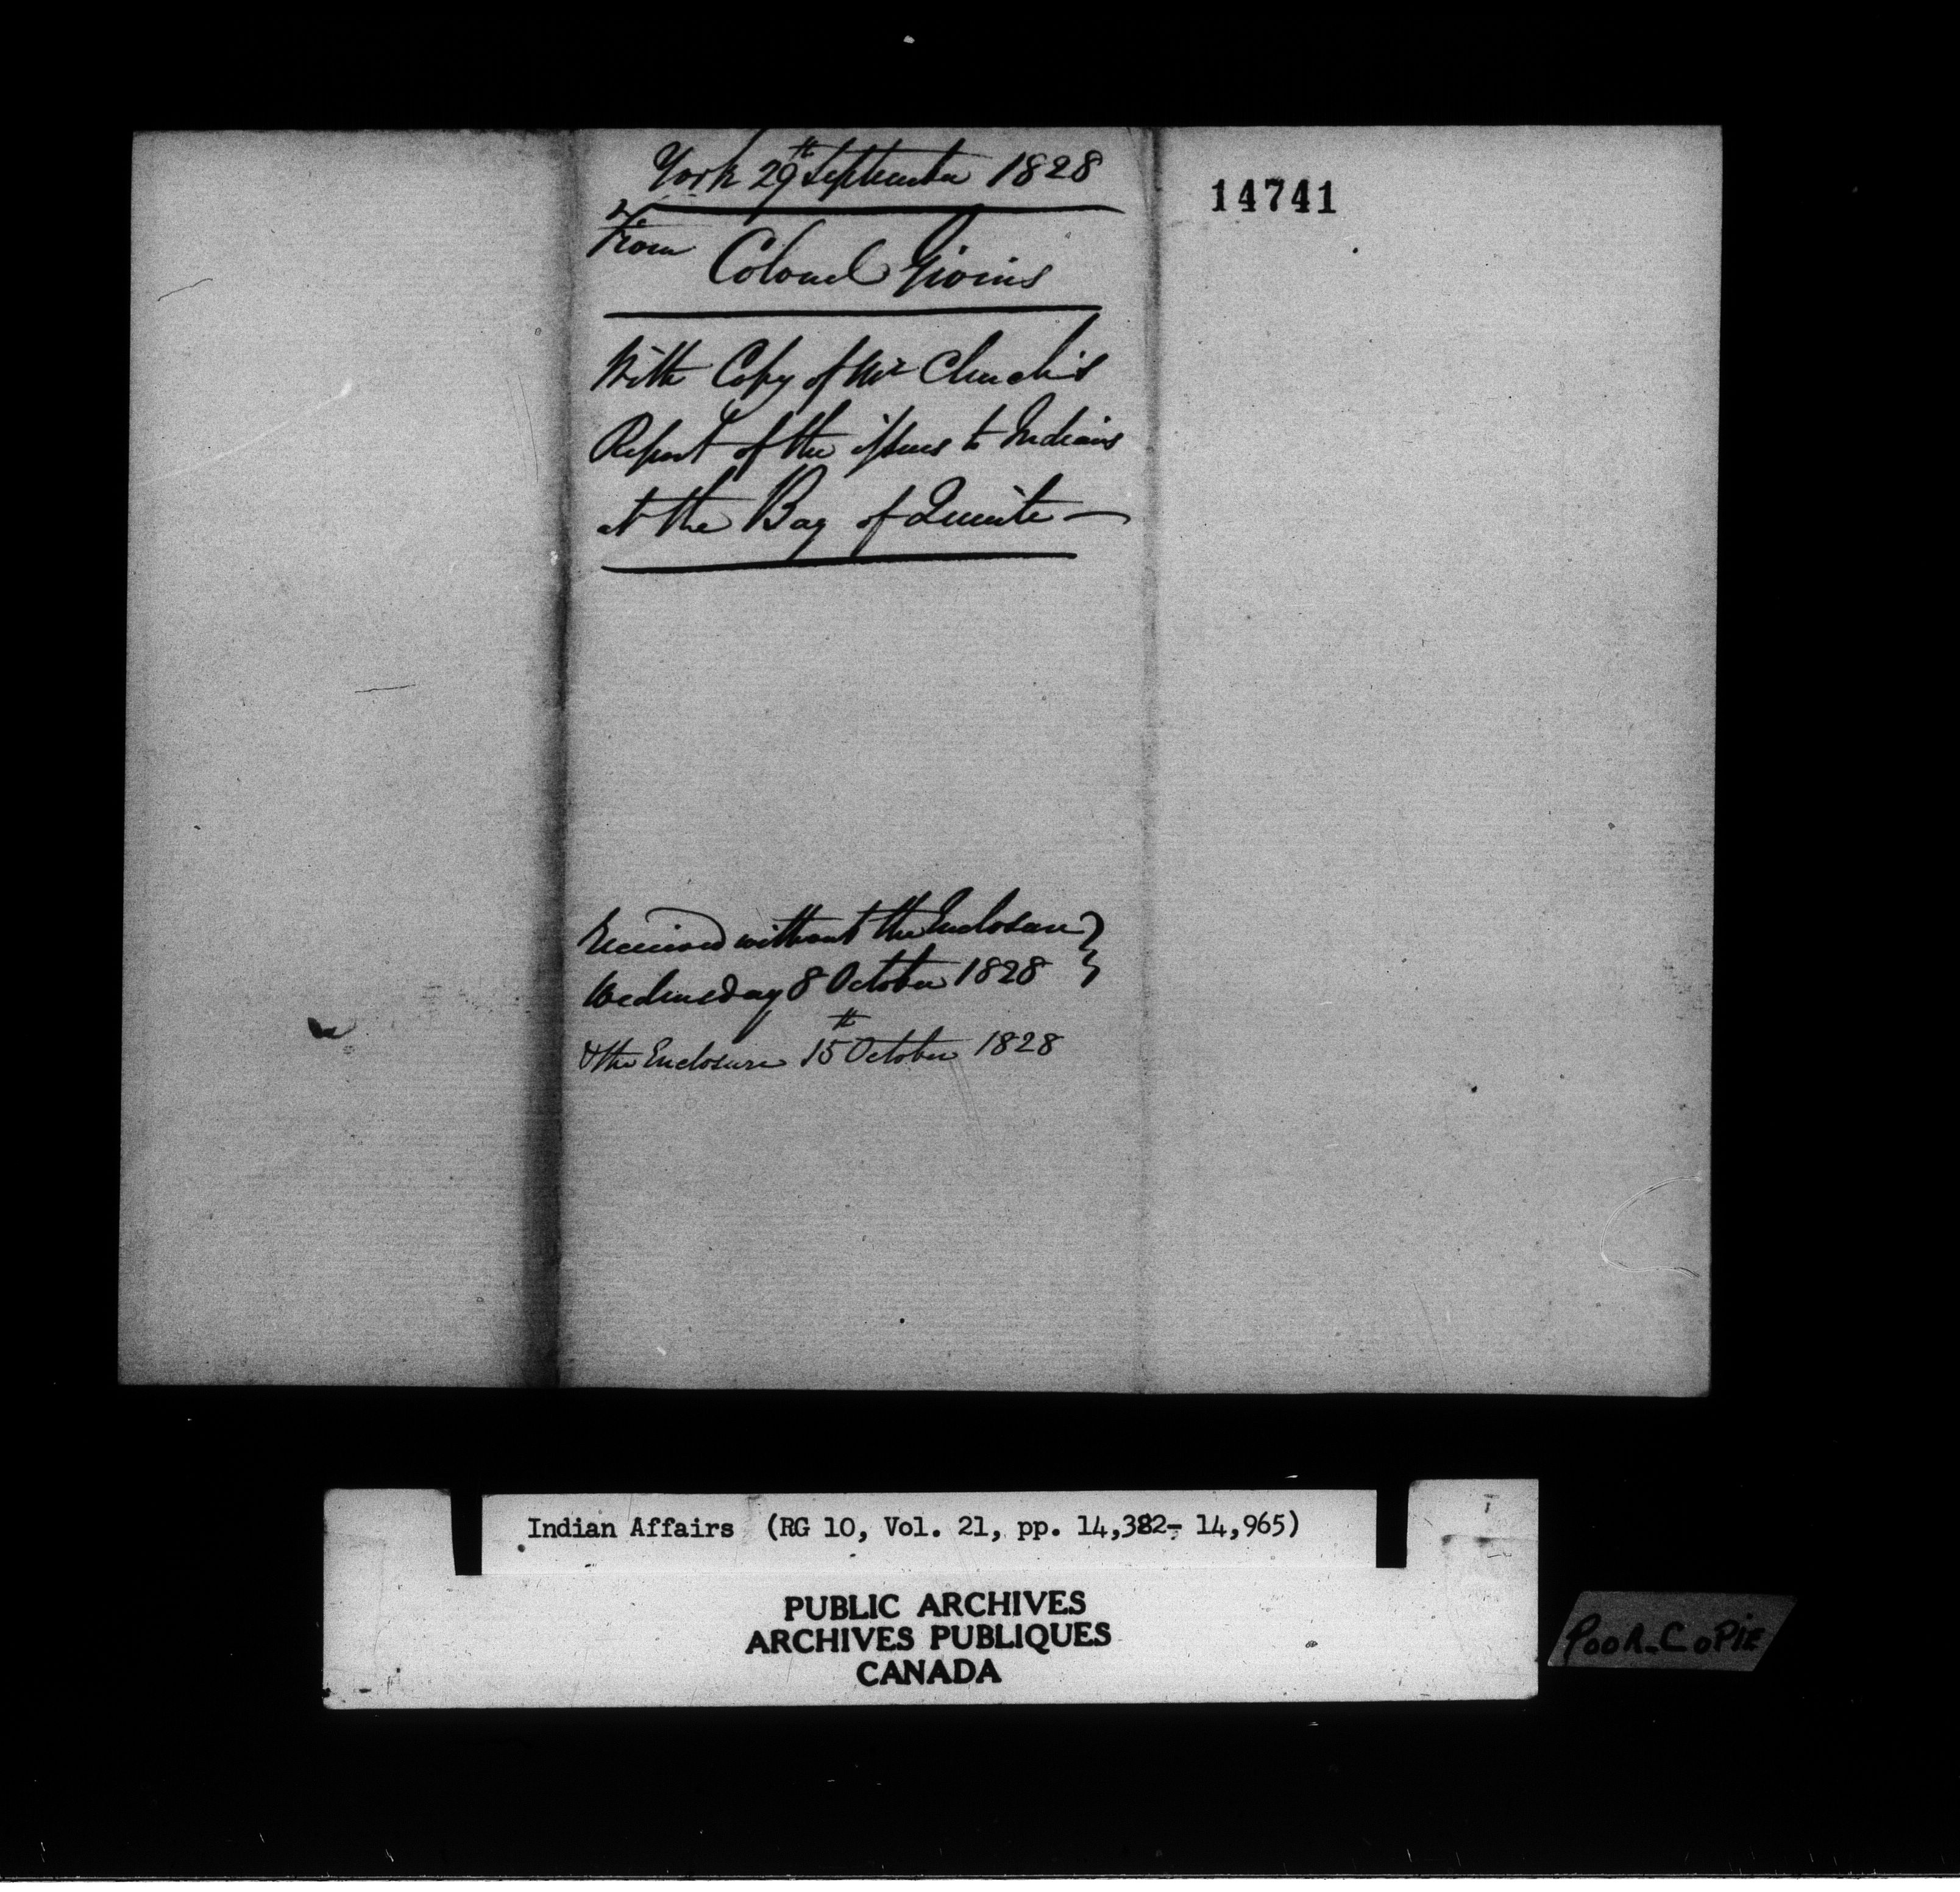 York 29th September 1828
14741
From Colonel Givins
With Copy of Mr Clench's
Report of the issues to Indians
at the Bay of Quinte —
Received without the Enclosure
Wednesday 8 October 1828
& the Enclosure 15th October 1828
Indian Affairs (RG 10, Vol. 21, pp. 14,382- 14,965)
PUBLIC ARCHIVES
ARCHIVES PUBLIQUES
CANADA
POOR_COPIE